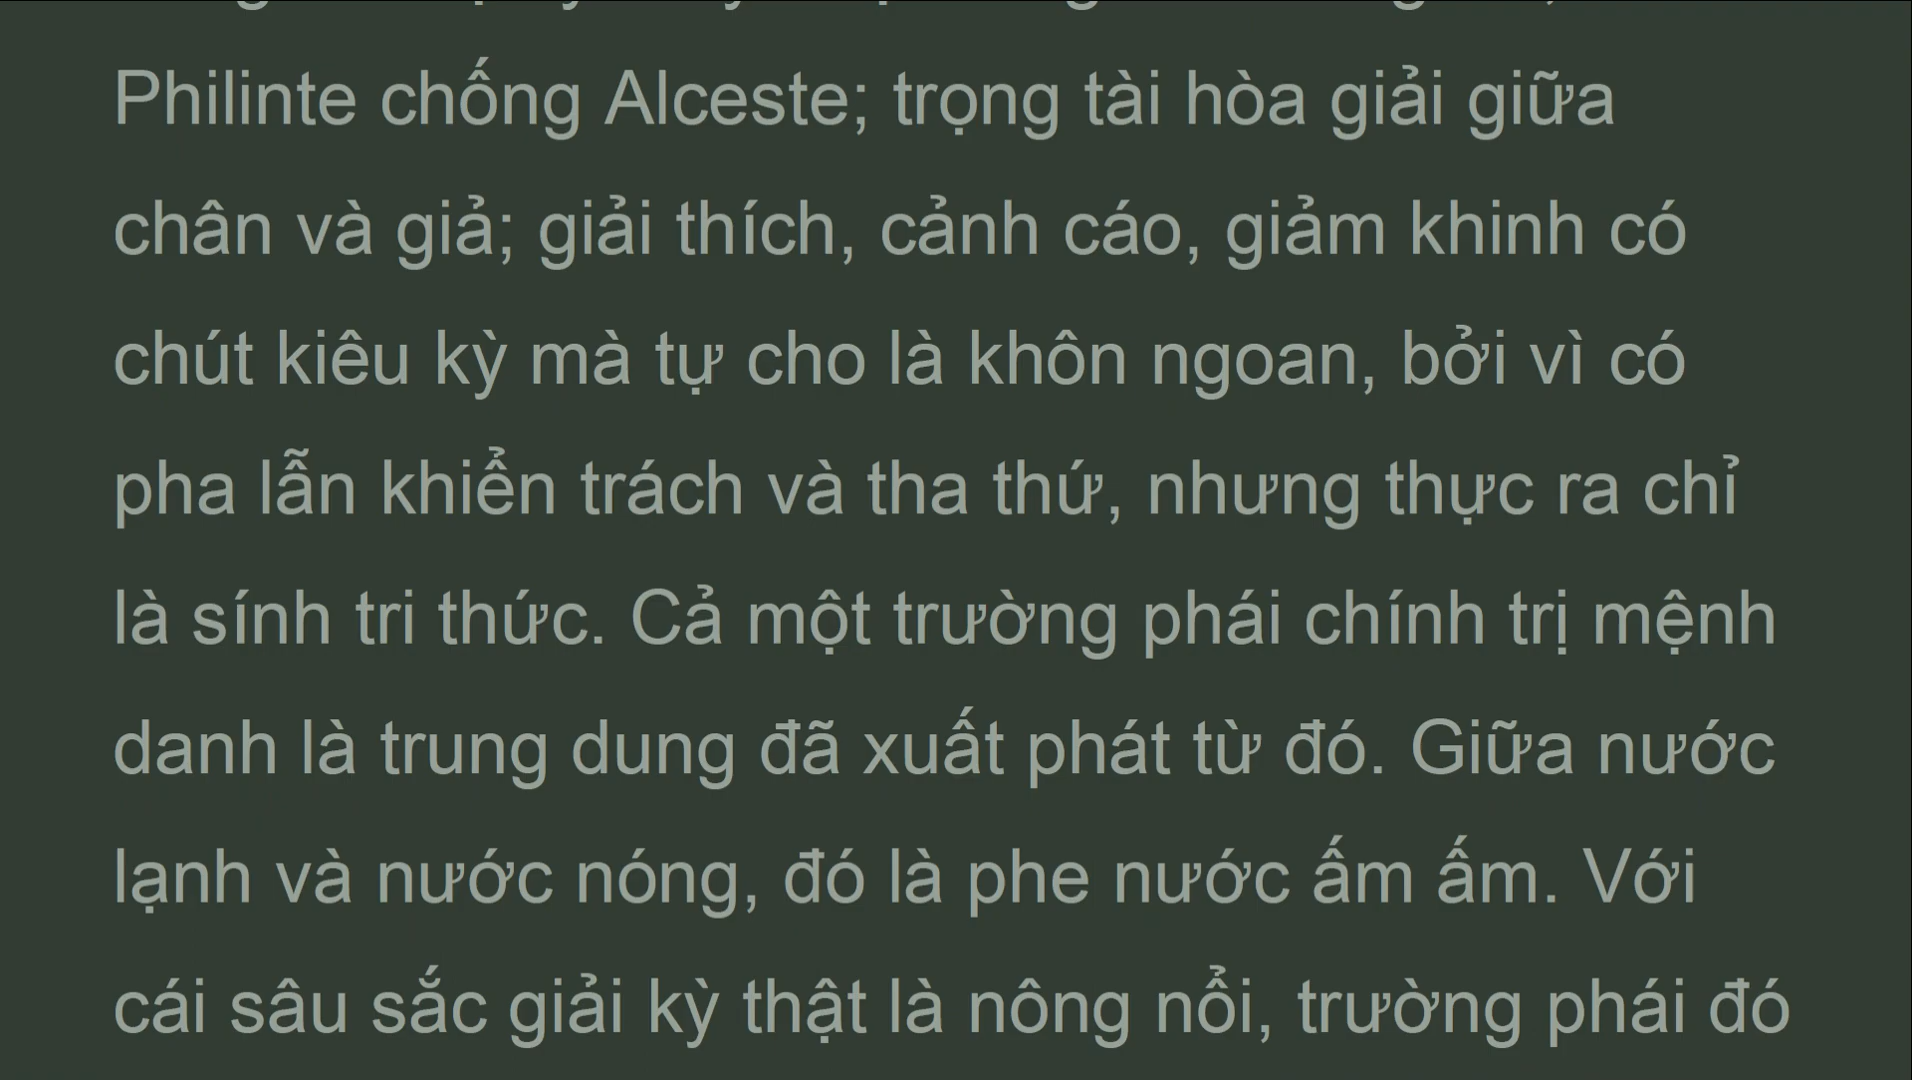 Philinte chống Alceste; trọng tài hòa giải giữa
chân và giả; giải thích, cảnh cáo, giảm khinh có
chút kiêu kỳ mà tự cho là khôn ngoan, bởi vì có
pha lẫn khiển trách và tha thứ, nhưng thực ra chỉ
là sính tri thức. Cả một trường phái chính trị mệnh
danh là trung dung đã xuất phát từ đó. Giữa nước
lạnh và nước nóng, đó là phe nước ấm ấm. Với
cái sâu sắc giải kỳ thật là nông nổi, trường phái đó